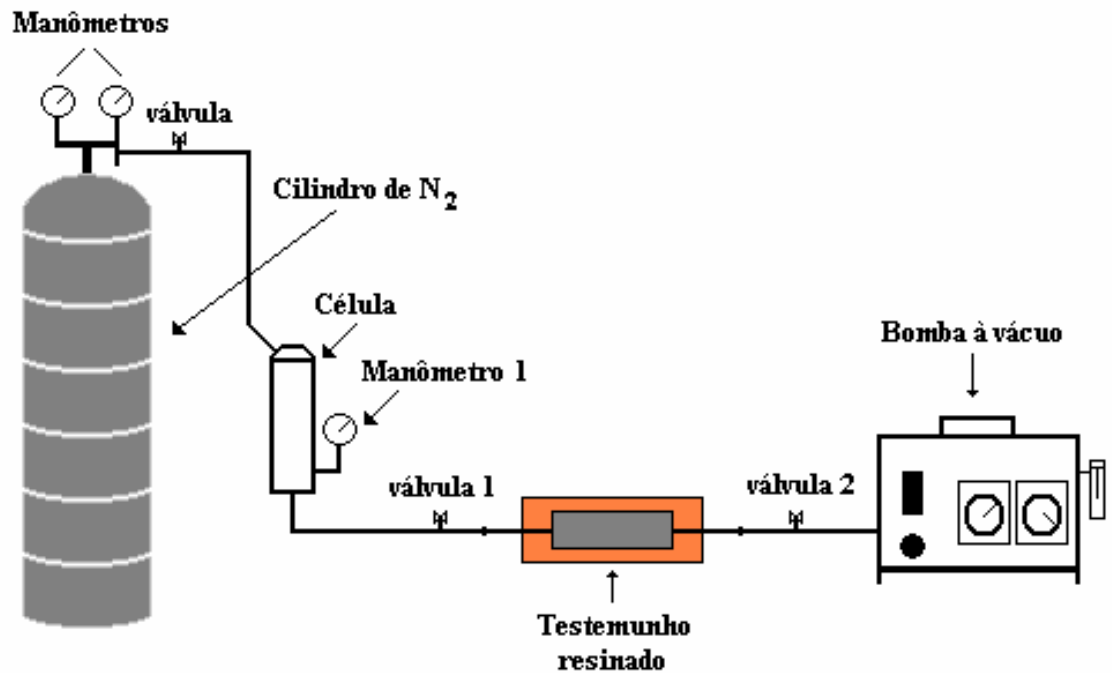 Manômetros
válvula
Cilindro de N2
Célula
Manômetro 1
Bomba à vácuo
válvula 1
válvula 2
Testemunho
resinado